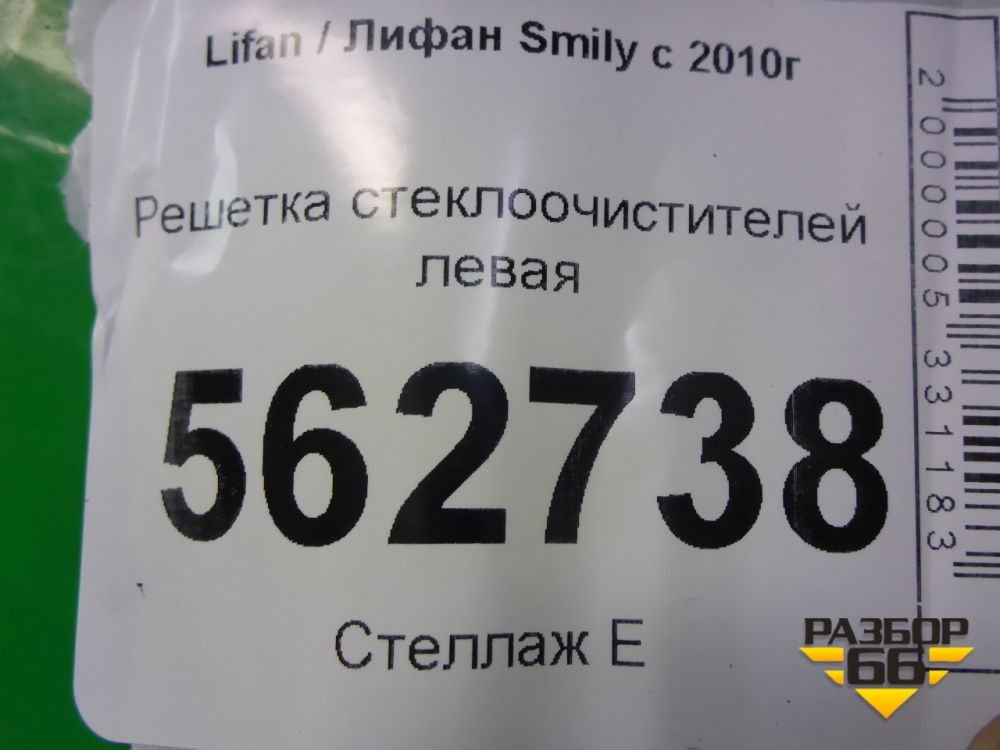 Lifan / Лифан Smily с 2010г
Решетка стеклоочистителей
левая
562738
Стеллаж Е
2000005331183
РАЗБОР
66